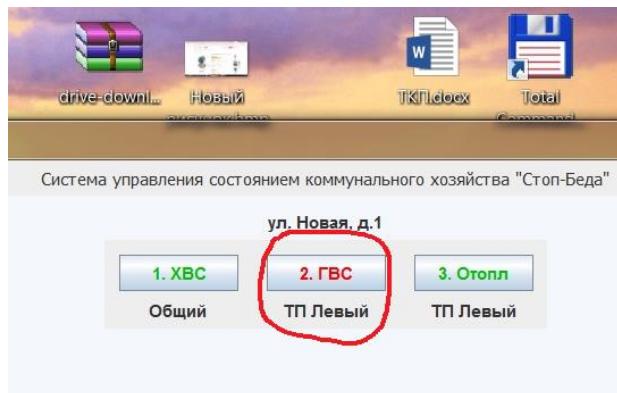 drive-downl... Новый ТКП.docx Total
Command
Система управления состоянием коммунального хозяйства "Стоп-Беда"
ул. Новая, д.1
1. ХВС 2. ГВС 3. Отопл
Общий ТП Левый ТП Левый